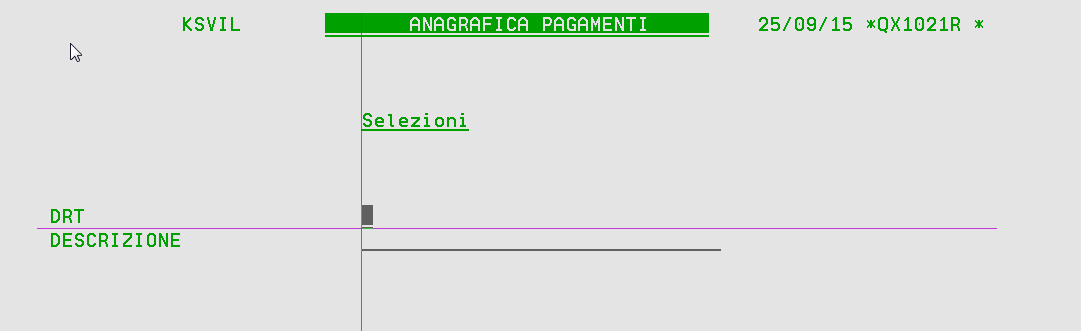 KSVIL ANAGRAFICA PAGAMENTI 25/09/15 *QX1021R *
Selezioni
DRT
DESCRIZIONE